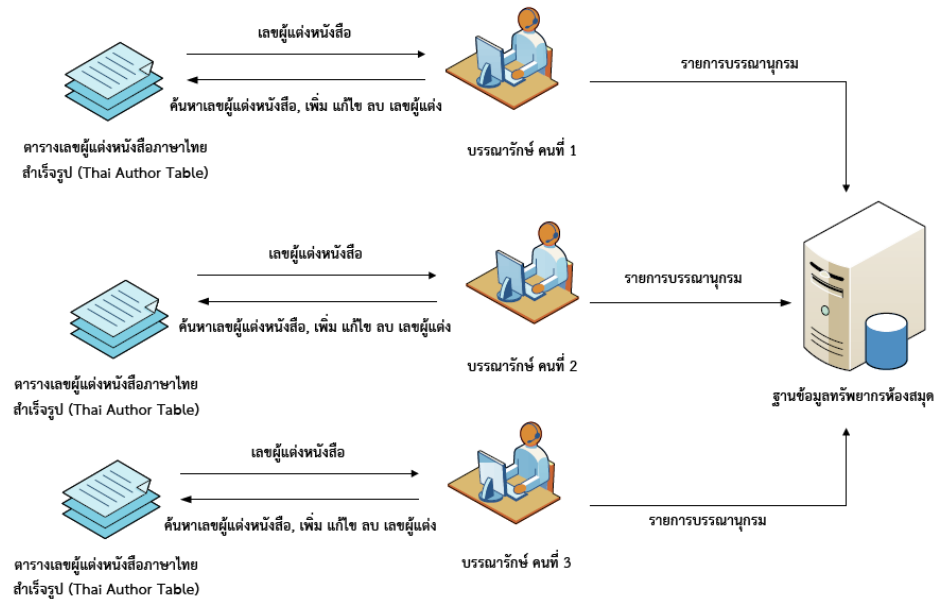 เลขผู้แต่งหนังสือ
รายการบรรณานุกรม
ค้นหาเลขผู้แต่งหนังสือ, เพิ่ม แก้ไข ลบ เลขผู้แต่ง
ตารางเลขผู้แต่งหนังสือภาษาไทย
สำเร็จรูป (Thai Author Table)
บรรณารักษ์ คนที่ 1
เลขผู้แต่งหนังสือ
รายการบรรณานุกรม
ค้นหาเลขผู้แต่งหนังสือ, เพิ่ม แก้ไข ลบ เลขผู้แต่ง
ตารางเลขผู้แต่งหนังสือภาษาไทย
สำเร็จรูป (Thai Author Table)
บรรณารักษ์ คนที่ 2
ฐานข้อมูลทรัพยากรห้องสมุด
เลขผู้แต่งหนังสือ
ค้นหาเลขผู้แต่งหนังสือ, เพิ่ม แก้ไข ลบ เลขผู้แต่ง
รายการบรรณานุกรม
ตารางเลขผู้แต่งหนังสือภาษาไทย
สำเร็จรูป (Thai Author Table)
บรรณารักษ์ คนที่ 3